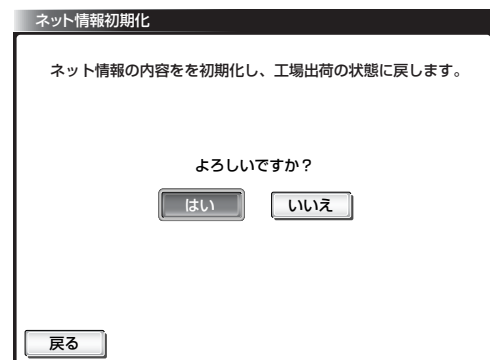 ネット情報初期化
ネット情報の内容をを初期化し、工場出荷の状態に戻します。
よろしいですか？
はい
いいえ
戻る